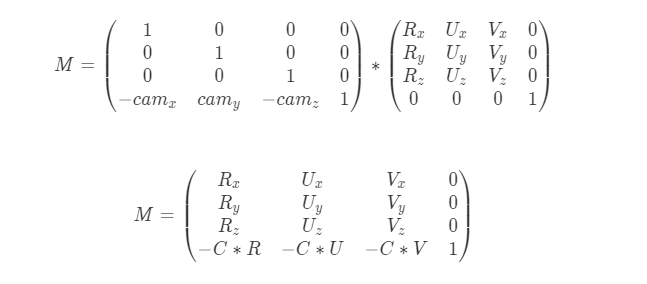 M = ( 1 0 0 0 ; 0 1 0 0 ; 0 0 1 0 ; −cam_x cam_y −cam_z 1 ) * ( R_x U_x V_x 0 ; R_y U_y V_y 0 ; R_z U_z V_z 0 ; 0 0 0 1 )
M = ( R_x U_x V_x 0 ; R_y U_y V_y 0 ; R_z U_z V_z 0 ; −C * R −C * U −C * V 1 )